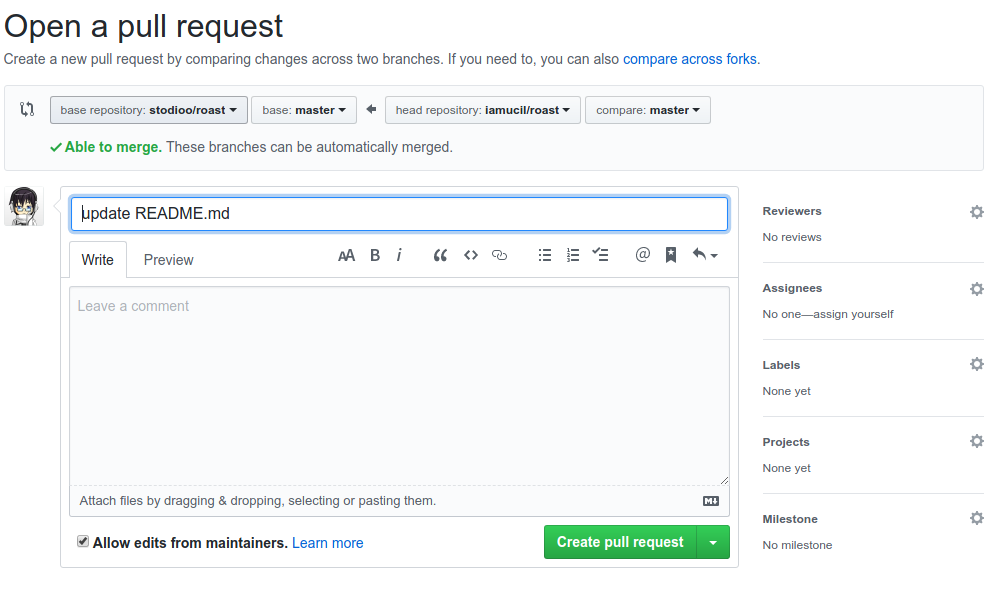 Open a pull request
Create a new pull request by comparing changes across two branches. If you need to, you can also compare across forks.
base repository: stodioo/roast base: master head repository: iamucil/roast compare: master
Able to merge. These branches can be automatically merged.
update README.md
Write Preview AA B i @
Leave a comment
Attach files by dragging & dropping, selecting or pasting them.
Allow edits from maintainers. Learn more
Create pull request
Reviewers
No reviews
Assignees
No one—assign yourself
Labels
None yet
Projects
None yet
Milestone
No milestone